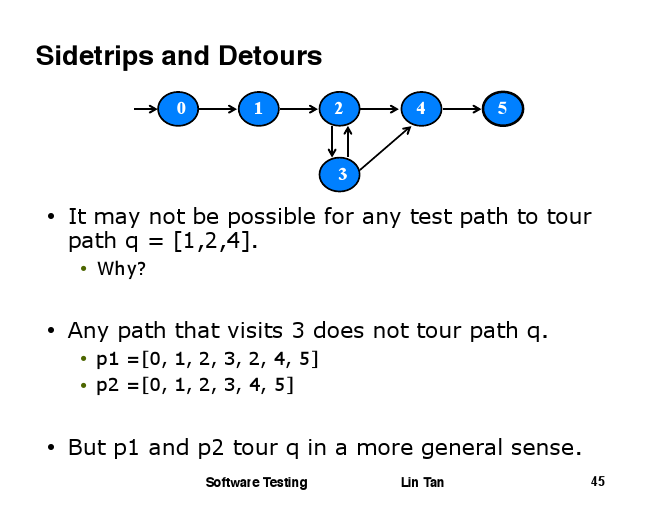 Sidetrips and Detours
0 1 2 4 5
3
• It may not be possible for any test path to tour
path q = [1,2,4].
• Why?
• Any path that visits 3 does not tour path q.
• p1 =[0, 1, 2, 3, 2, 4, 5]
• p2 =[0, 1, 2, 3, 4, 5]
• But p1 and p2 tour q in a more general sense.
Software Testing Lin Tan 45